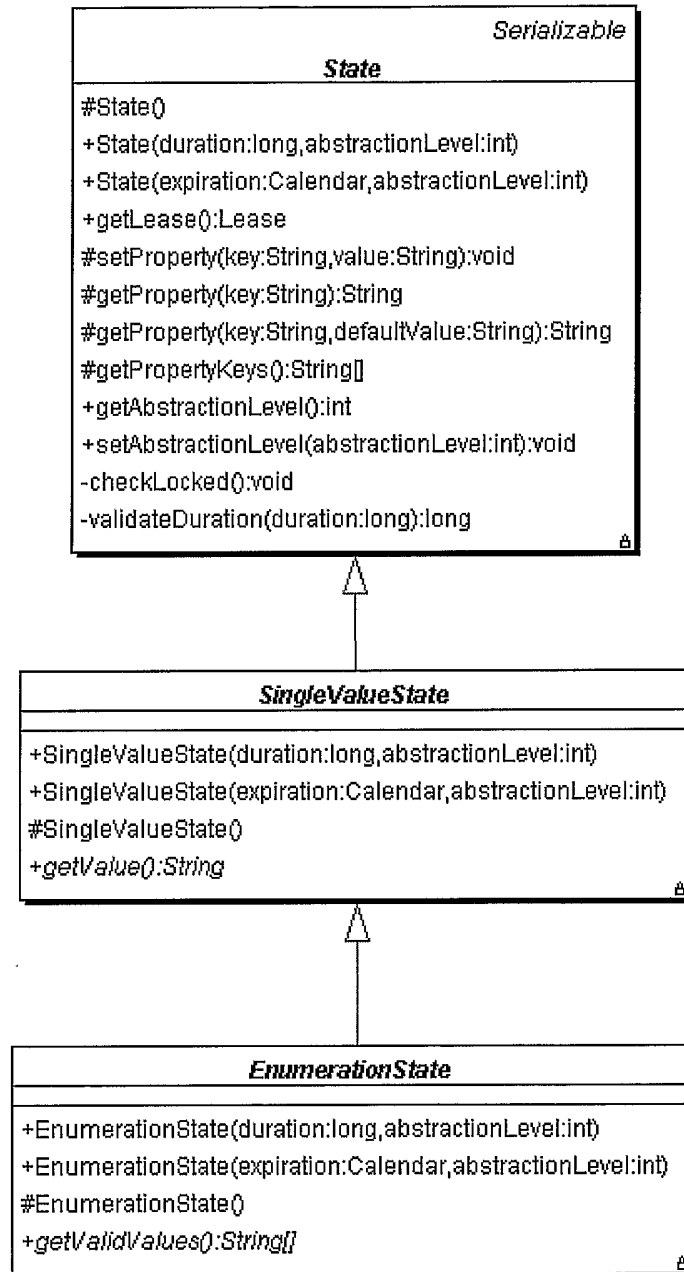 Serializable
State
#State()
+State(duration:long,abstractionLevel:int)
+State(expiration:Calendar,abstractionLevel:int)
+getLease():Lease
#setProperty(key:String,value:String):void
#getProperty(key:String):String
#getProperty(key:String,defaultValue:String):String
#getPropertyKeys():String[]
+getAbstractionLevel():int
+setAbstractionLevel(abstractionLevel:int):void
-checkLocked():void
-validateDuration(duration:long):long
SingleValueState
+SingleValueState(duration:long,abstractionLevel:int)
+SingleValueState(expiration:Calendar,abstractionLevel:int)
#SingleValueState()
+getValue():String
EnumerationState
+EnumerationState(duration:long,abstractionLevel:int)
+EnumerationState(expiration:Calendar,abstractionLevel:int)
#EnumerationState()
+getValidValues():String[]